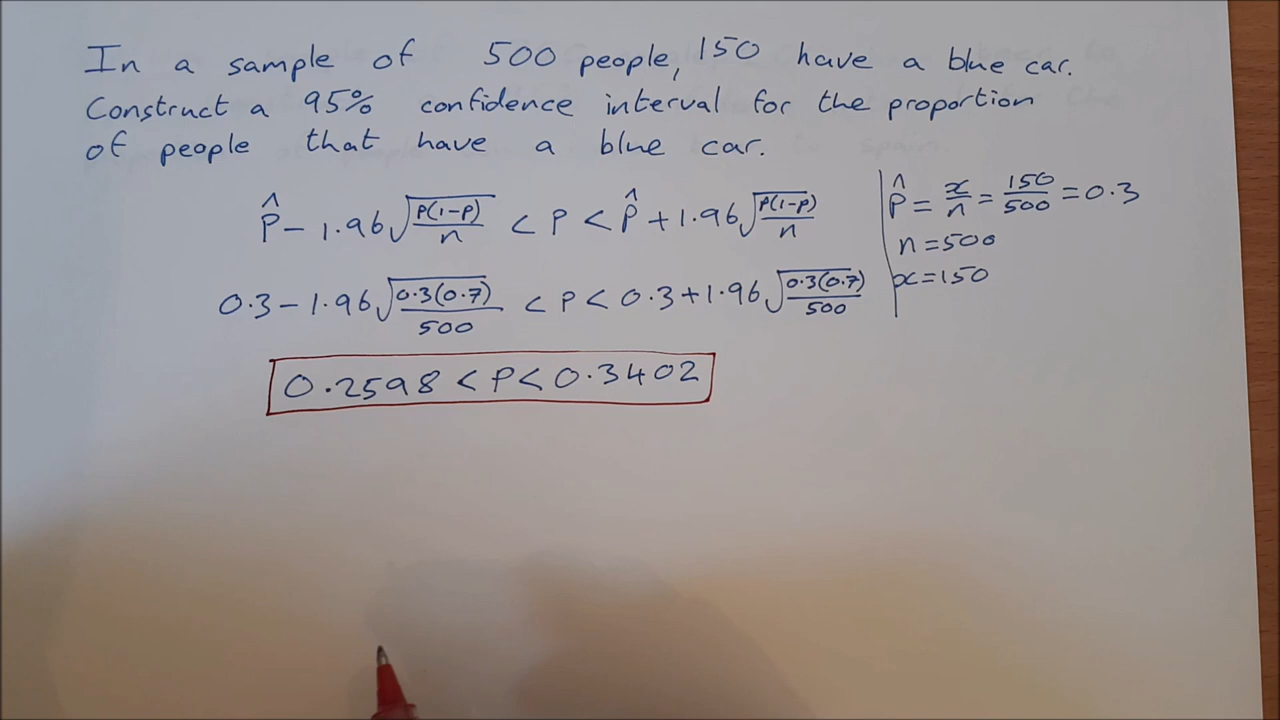 In a sample of 500 people, 150 have a blue car.
Construct a 95% confidence interval for the proportion
of people that have a blue car.
p̂ - 1.96√(p(1-p)/n) < p < p̂ + 1.96√(p(1-p)/n)
0.3 - 1.96√(0.3(0.7)/500) < p < 0.3 + 1.96√(0.3(0.7)/500)
0.2598 < p < 0.3402
p̂ = x/n = 150/500 = 0.3
n = 500
x = 150